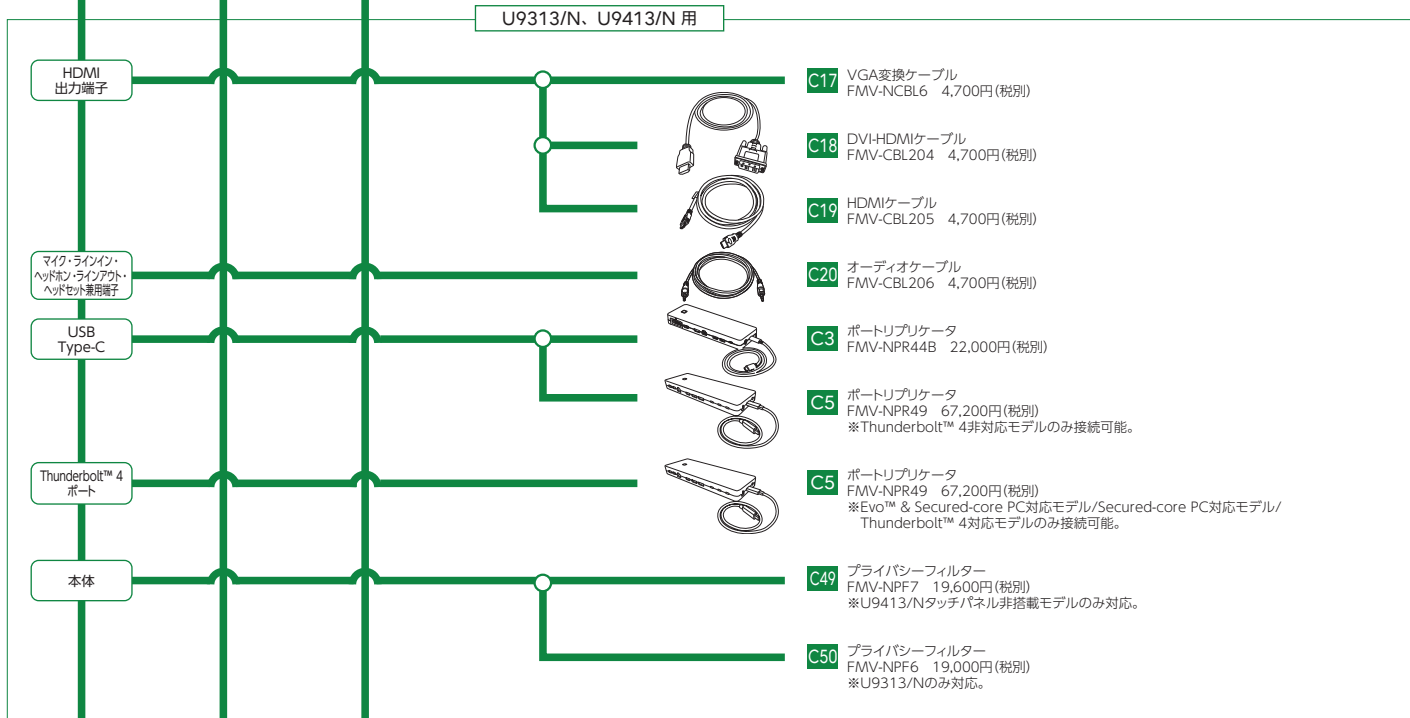 U9313/N、U9413/N 用
HDMI
出力端子
C17
VGA変換ケーブル
FMV-NCBL6 4,700円(税別)
C18
DVI-HDMIケーブル
FMV-CBL204 4,700円(税別)
C19
HDMIケーブル
FMV-CBL205 4,700円(税別)
マイク・ラインイン・
ヘッドホン・ラインアウト・
ヘッドセット兼用端子
C20
オーディオケーブル
FMV-CBL206 4,700円(税別)
USB
Type-C
C3
ポートリプリケータ
FMV-NPR44B 22,000円(税別)
C5
ポートリプリケータ
FMV-NPR49 67,200円(税別)
※Thunderbolt™ 4非対応モデルのみ接続可能。
Thunderbolt™ 4
ポート
C5
ポートリプリケータ
FMV-NPR49 67,200円(税別)
※Evo™ & Secured-core PC対応モデル/Secured-core PC対応モデル/
Thunderbolt™ 4対応モデルのみ接続可能。
本体
C49
プライバシーフィルター
FMV-NPF7 19,600円(税別)
※U9413/Nタッチパネル非搭載モデルのみ対応。
C50
プライバシーフィルター
FMV-NPF6 19,000円(税別)
※U9313/Nのみ対応。